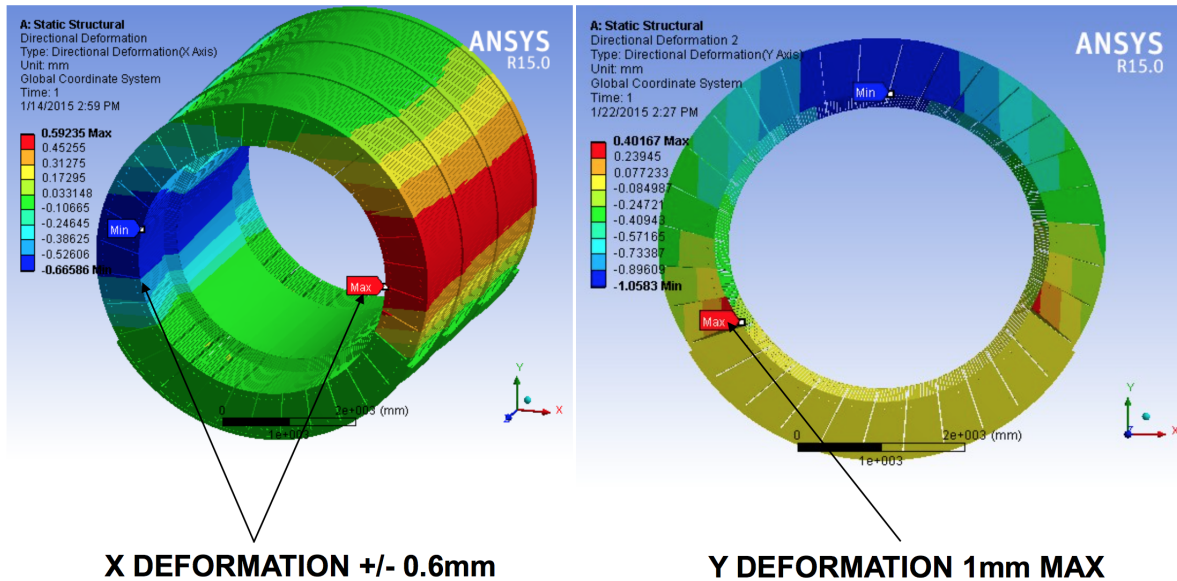 A: Static Structural
Directional Deformation
Type: Directional Deformation(X Axis)
Unit: mm
Global Coordinate System
Time: 1
1/14/2015 2:59 PM
ANSYS
R15.0
0.59235 Max
0.45255
0.31275
0.17295
0.033148
-0.10665
-0.24645
-0.38625
-0.52606
-0.66586 Min
Min
Max
0
2e+003 (mm)
1e+003
Y
X
Z
X DEFORMATION +/- 0.6mm
A: Static Structural
Directional Deformation 2
Type: Directional Deformation(Y Axis)
Unit: mm
Global Coordinate System
Time: 1
1/22/2015 2:27 PM
ANSYS
R15.0
0.40167 Max
0.23945
0.077233
-0.084987
-0.24721
-0.40943
-0.57165
-0.73387
-0.89609
-1.0583 Min
Min
Max
0
2e+003 (mm)
1e+003
Y
Z
X
Y DEFORMATION 1mm MAX